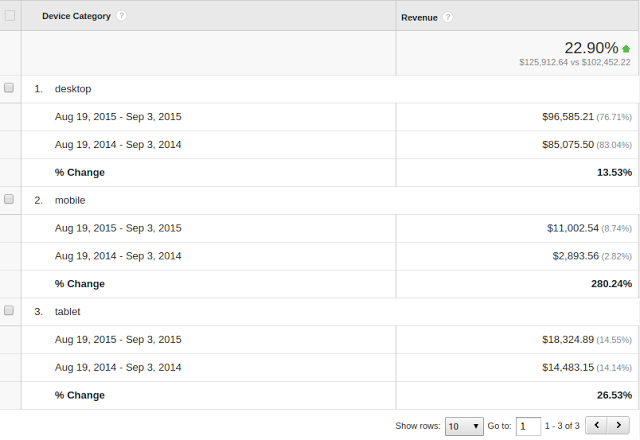 Device Category ? Revenue ?
22.90%
$125,912.64 vs $102,452.22
1. desktop
Aug 19, 2015 - Sep 3, 2015 $96,585.21 (76.71%)
Aug 19, 2014 - Sep 3, 2014 $85,075.50 (83.04%)
% Change 13.53%
2. mobile
Aug 19, 2015 - Sep 3, 2015 $11,002.54 (8.74%)
Aug 19, 2014 - Sep 3, 2014 $2,893.56 (2.82%)
% Change 280.24%
3. tablet
Aug 19, 2015 - Sep 3, 2015 $18,324.89 (14.55%)
Aug 19, 2014 - Sep 3, 2014 $14,483.15 (14.14%)
% Change 26.53%
Show rows: 10 Go to: 1 1 - 3 of 3